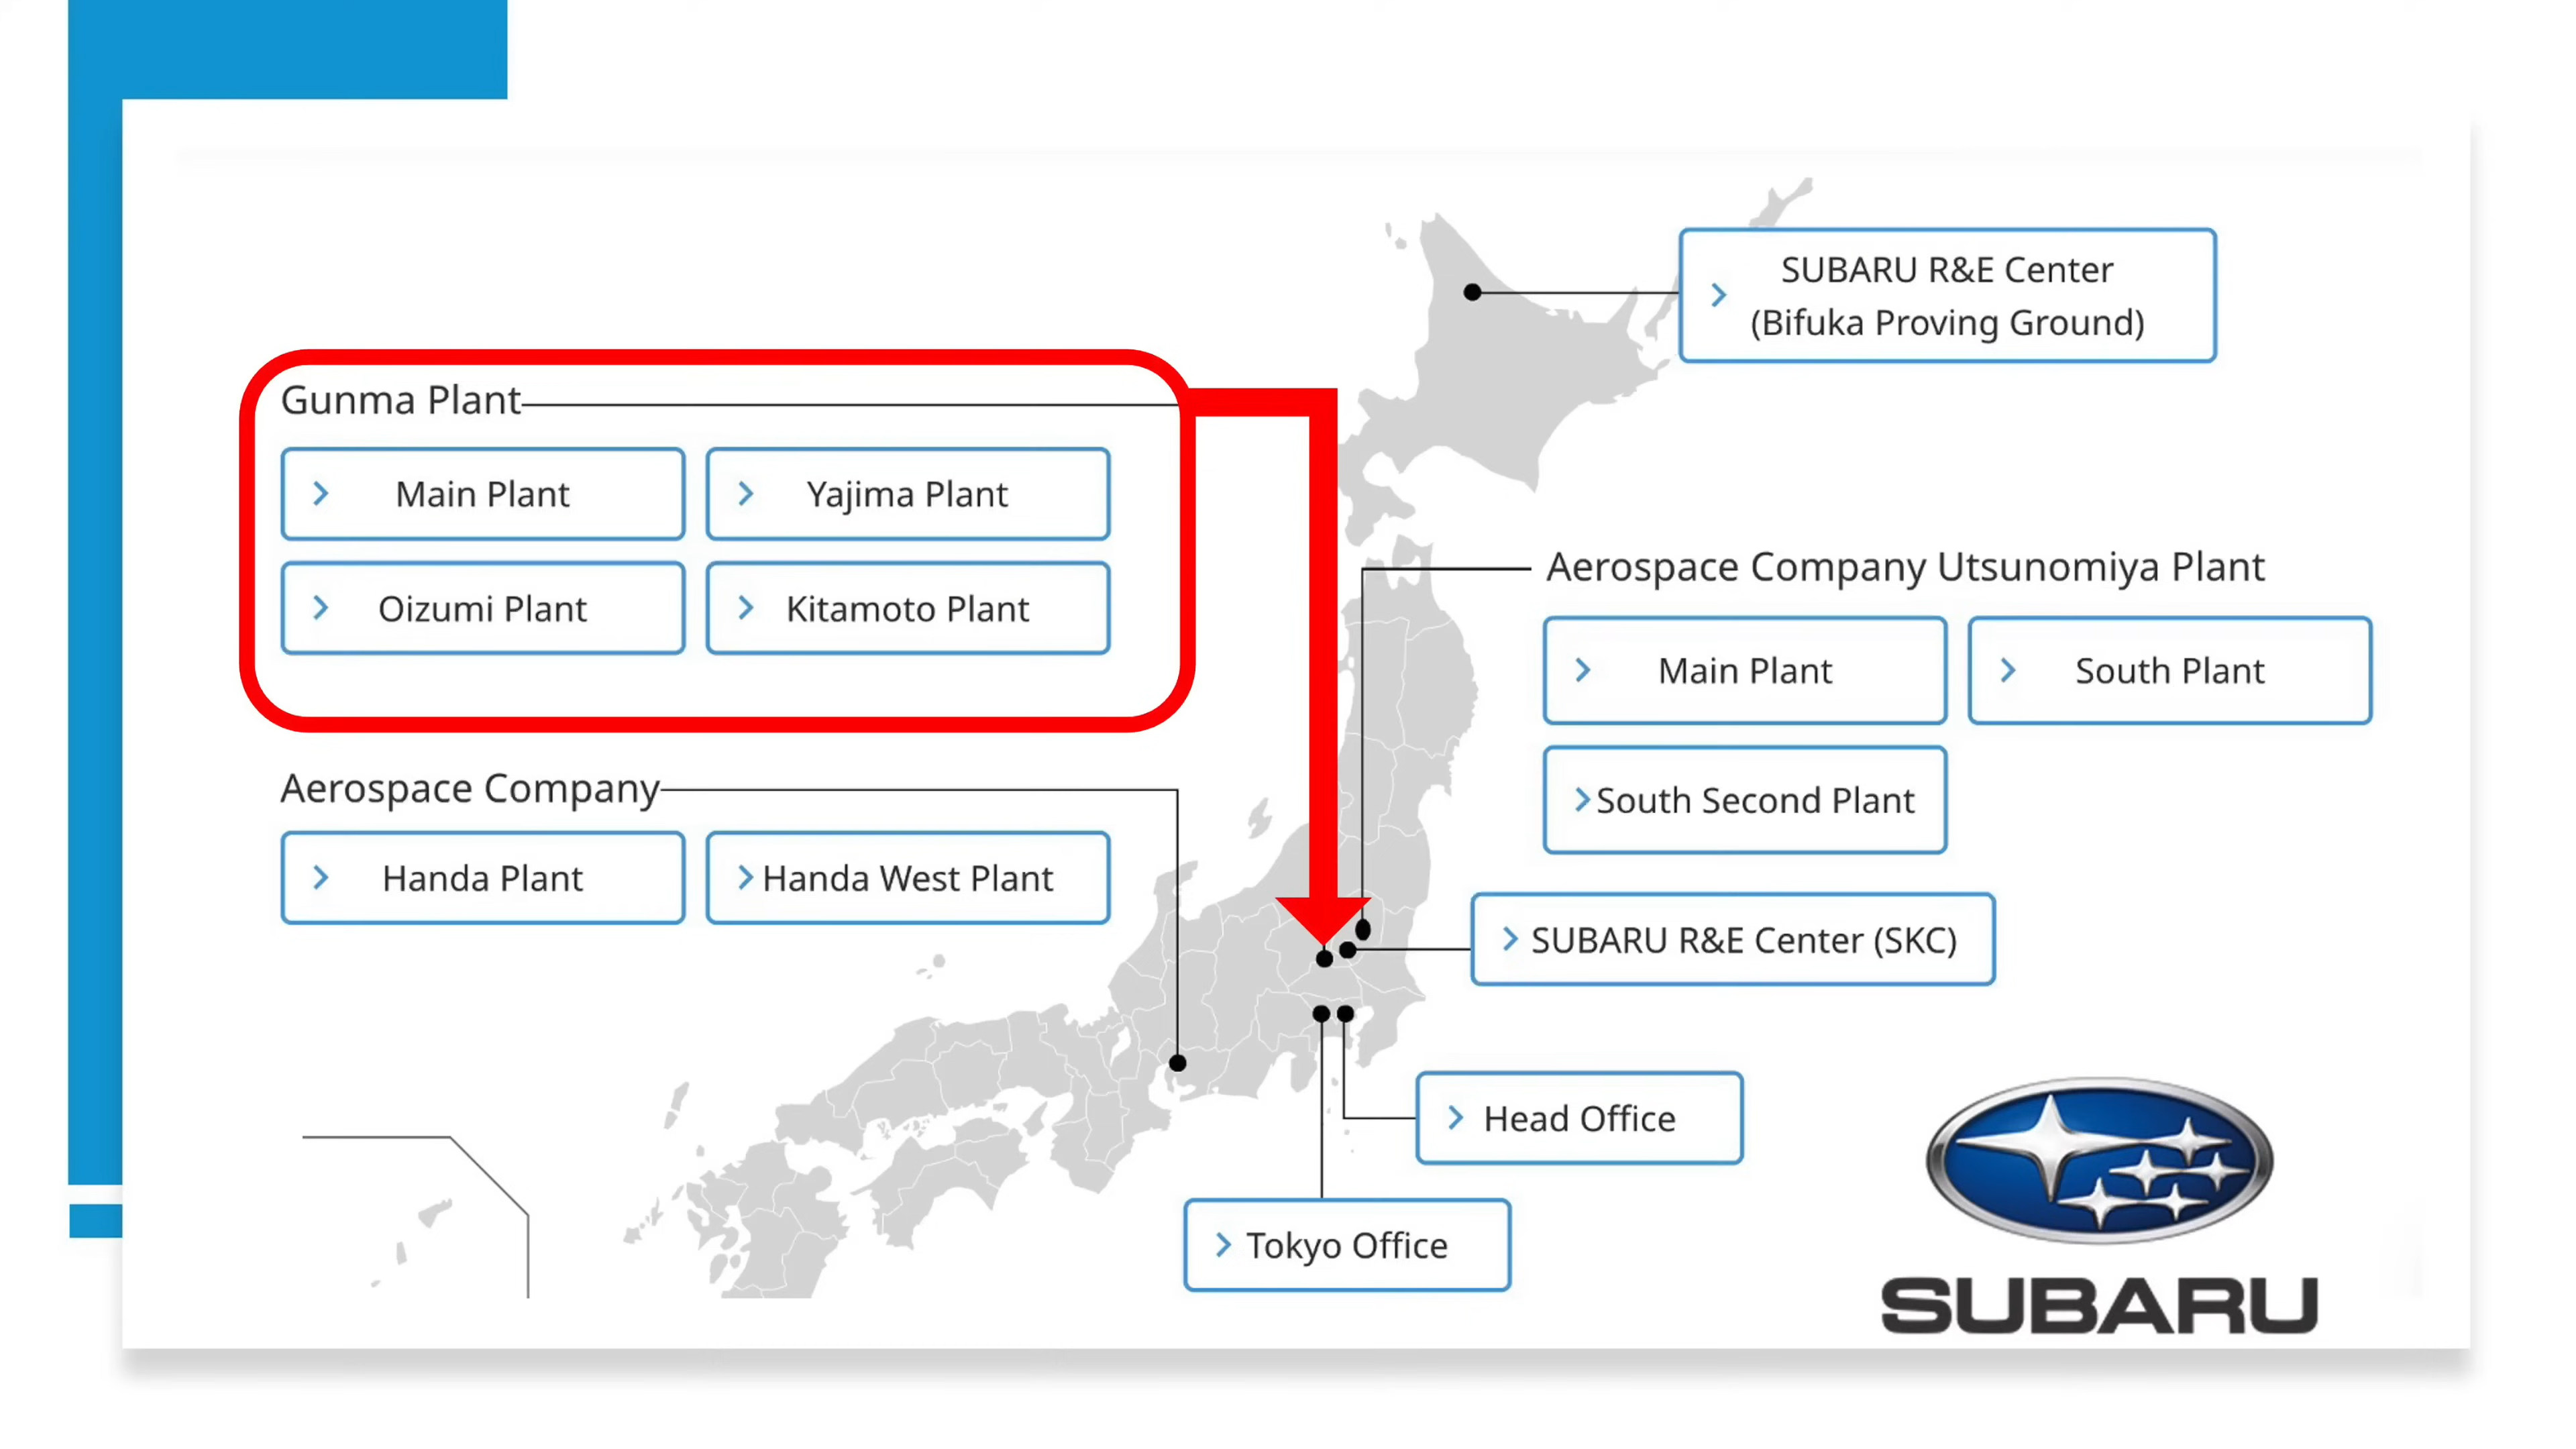 SUBARU R&E Center
(Bifuka Proving Ground)
Gunma Plant
Main Plant
Yajima Plant
Oizumi Plant
Kitamoto Plant
Aerospace Company Utsunomiya Plant
Main Plant
South Plant
South Second Plant
Aerospace Company
Handa Plant
Handa West Plant
SUBARU R&E Center (SKC)
Head Office
Tokyo Office
SUBARU